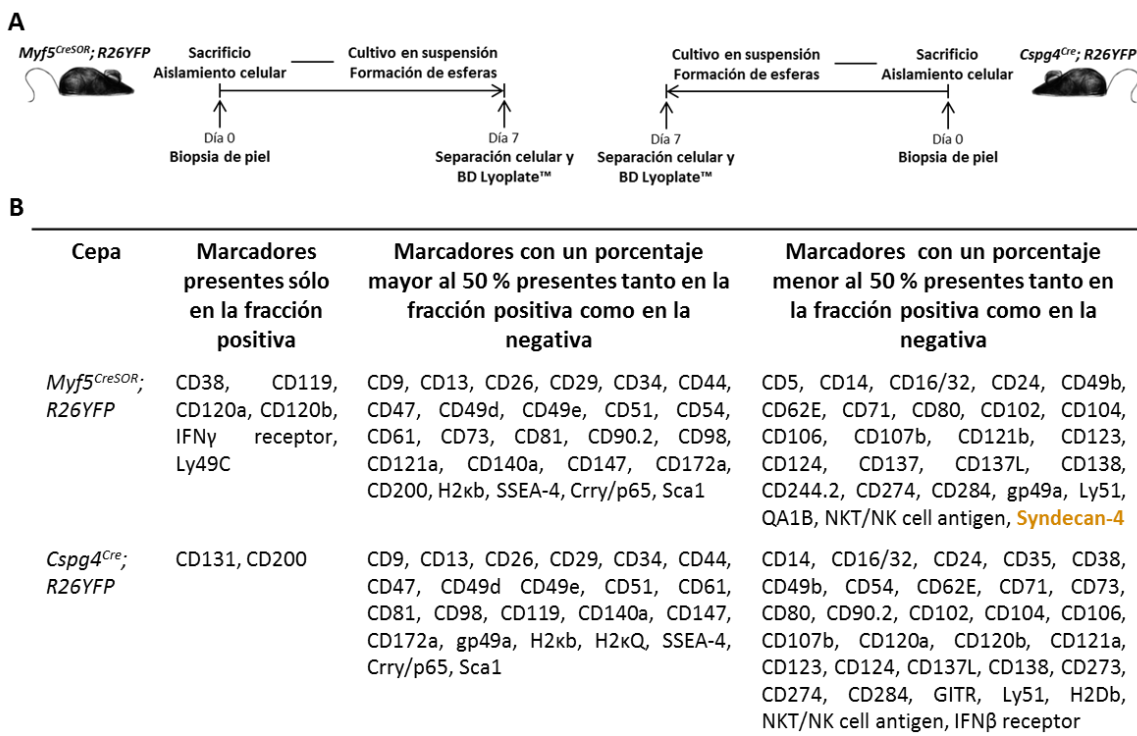 A
Myf5CreSOR; R26YFP
Sacrificio
Aislamiento celular
Cultivo en suspensión
Formación de esferas
Día 0
Biopsia de piel
Día 7
Separación celular y
BD Lyoplate™
Cultivo en suspensión
Formación de esferas
Sacrificio
Aislamiento celular
Cspg4Cre; R26YFP
Día 7
Separación celular y
BD Lyoplate™
Día 0
Biopsia de piel
B
Cepa
Marcadores
presentes sólo
en la fracción
positiva
Marcadores con un porcentaje
mayor al 50 % presentes tanto en la
fracción positiva como en la
negativa
Marcadores con un porcentaje
menor al 50 % presentes tanto en
la fracción positiva como en la
negativa
Myf5CreSOR;
R26YFP
CD38, CD119,
CD120a, CD120b,
IFNγ receptor,
Ly49C
CD9, CD13, CD26, CD29, CD34, CD44,
CD47, CD49d, CD49e, CD51, CD54,
CD61, CD73, CD81, CD90.2, CD98,
CD121a, CD140a, CD147, CD172a,
CD200, H2κb, SSEA-4, Crry/p65, Sca1
CD5, CD14, CD16/32, CD24, CD49b,
CD62E, CD71, CD80, CD102, CD104,
CD106, CD107b, CD121b, CD123,
CD124, CD137, CD137L, CD138,
CD244.2, CD274, CD284, gp49a, Ly51,
QA1B, NKT/NK cell antigen, Syndecan-4
Cspg4Cre;
R26YFP
CD131, CD200
CD9, CD13, CD26, CD29, CD34, CD44,
CD47, CD49d CD49e, CD51, CD61,
CD81, CD98, CD119, CD140a, CD147,
CD172a, gp49a, H2κb, H2κQ, SSEA-4,
Crry/p65, Sca1
CD14, CD16/32, CD24, CD35, CD38,
CD49b, CD54, CD62E, CD71, CD73,
CD80, CD90.2, CD102, CD104, CD106,
CD107b, CD120a, CD120b, CD121a,
CD123, CD124, CD137L, CD138, CD273,
CD274, CD284, GITR, Ly51, H2Db,
NKT/NK cell antigen, IFNβ receptor